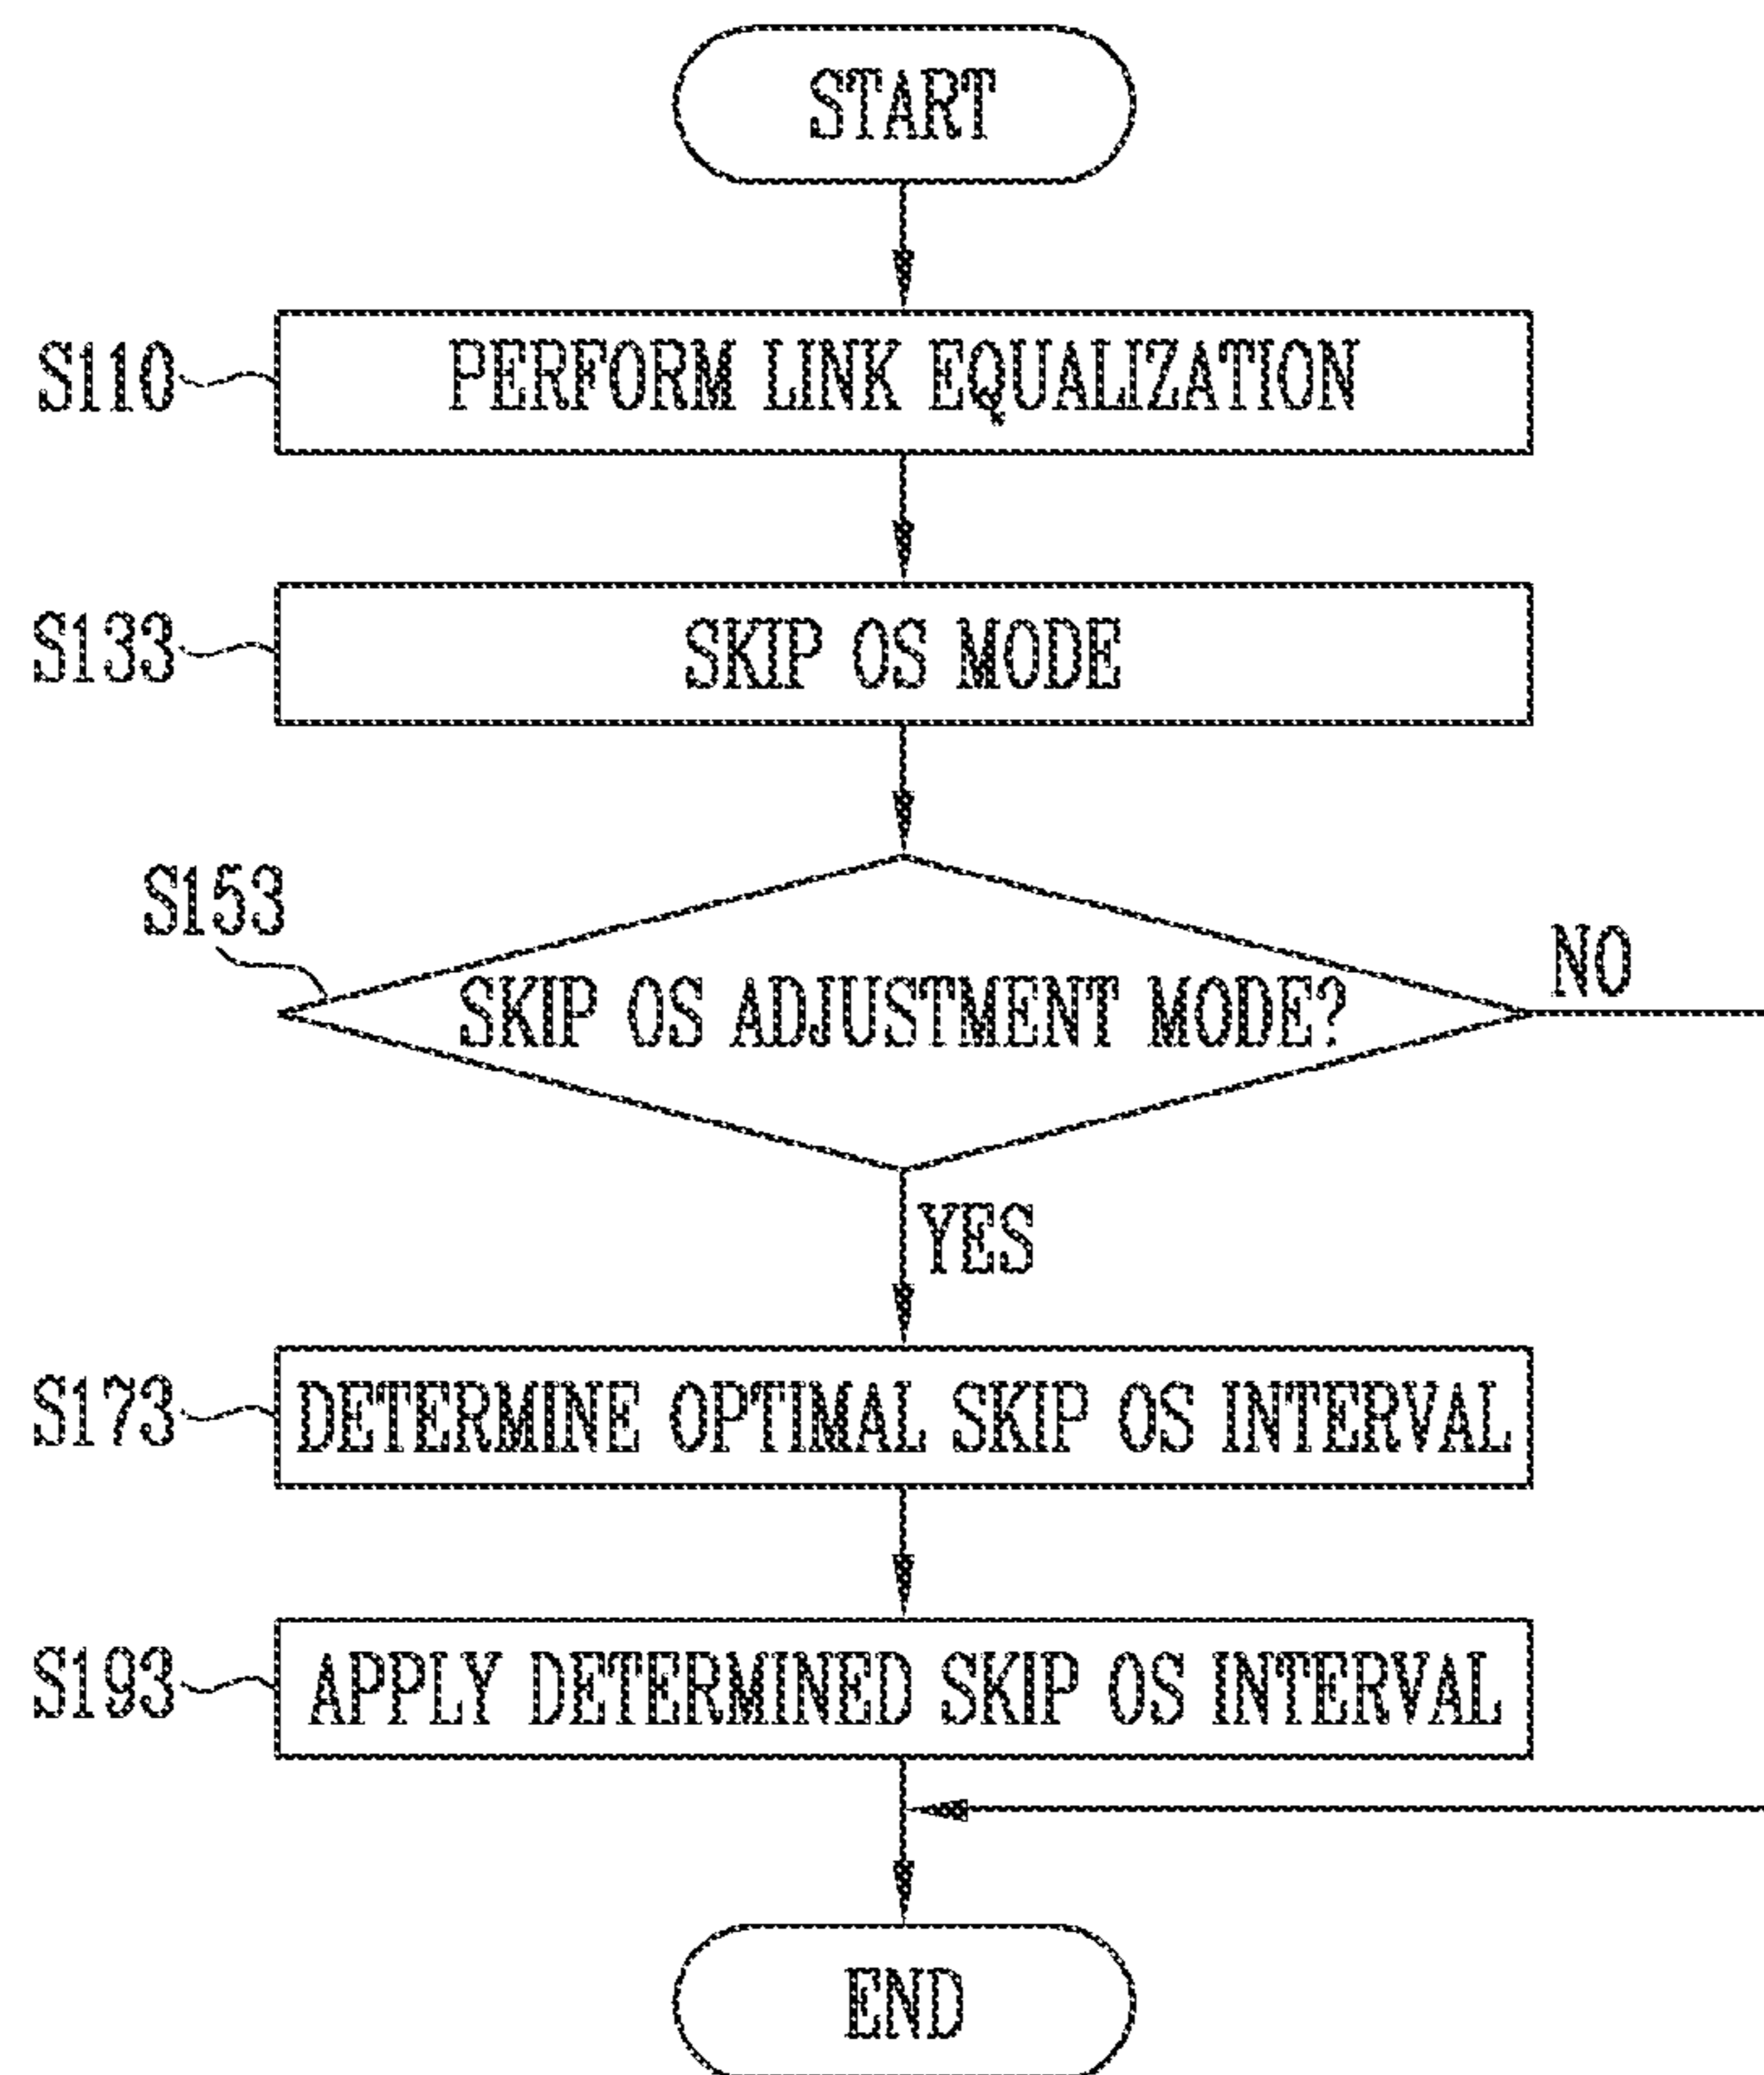 START
S110
PERFORM LINK EQUALIZATION
S133
SKIP OS MODE
S153
SKIP OS ADJUSTMENT MODE?
NO
YES
S173
DETERMINE OPTIMAL SKIP OS INTERVAL
S193
APPLY DETERMINED SKIP OS INTERVAL
END